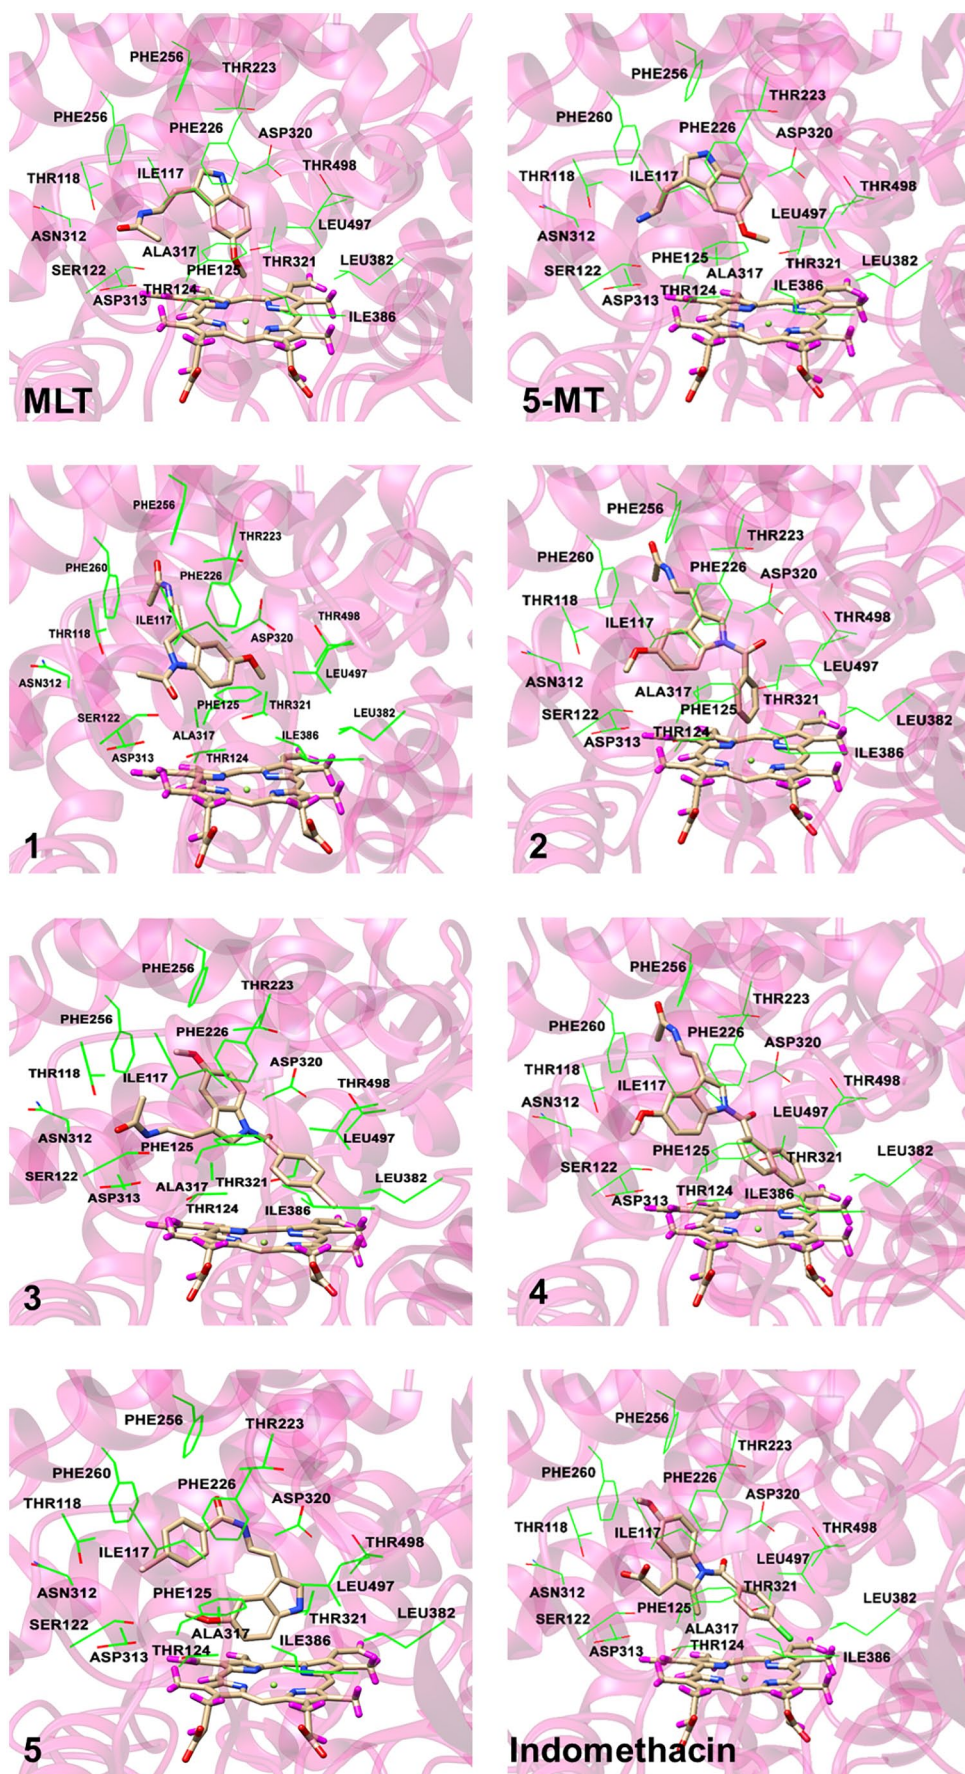 PHE256
THR223
PHE256
PHE226
ASP320
ILE117
THR498
THR118
LEU497
ASN312
ALA317
SER122
PHE125
THR321
LEU382
THR124
ASP313
ILE386
MLT
PHE256
THR223
PHE260
PHE226
ASP320
THR118
ILE117
THR498
LEU497
ASN312
PHE125
SER122
ALA317
THR321
LEU382
ASP313
THR124
ILE386
5-MT
PHE256
THR223
PHE260
PHE226
ILE117
THR118
ASP320
THR498
ASN312
LEU497
PHE125
THR321
SER122
LEU382
ALA317
ILE386
ASP313
THR124
1
PHE256
THR223
PHE260
PHE226
ASP320
THR118
THR498
ILE117
LEU497
ASN312
ALA317
THR321
PHE125
SER122
LEU382
THR124
ASP313
ILE386
2
PHE256
THR223
PHE256
PHE226
ASP320
THR118
ILE117
THR498
ASN312
PHE125
LEU497
SER122
ALA317
THR321
LEU382
ASP313
THR124
ILE386
3
PHE256
THR223
PHE260
PHE226
ASP320
THR118
ILE117
THR498
ASN312
LEU497
PHE125
THR321
LEU382
SER122
THR124
ILE386
ASP313
4
PHE256
THR223
PHE260
PHE226
THR118
ASP320
THR498
ILE117
ASN312
PHE125
LEU497
SER122
ALA317
THR321
LEU382
ASP313
THR124
ILE386
5
PHE256
THR223
PHE260
PHE226
ASP320
THR118
ILE117
THR498
LEU497
ASN312
THR321
LEU382
PHE125
SER122
ALA317
ASP313
THR124
ILE386
Indomethacin